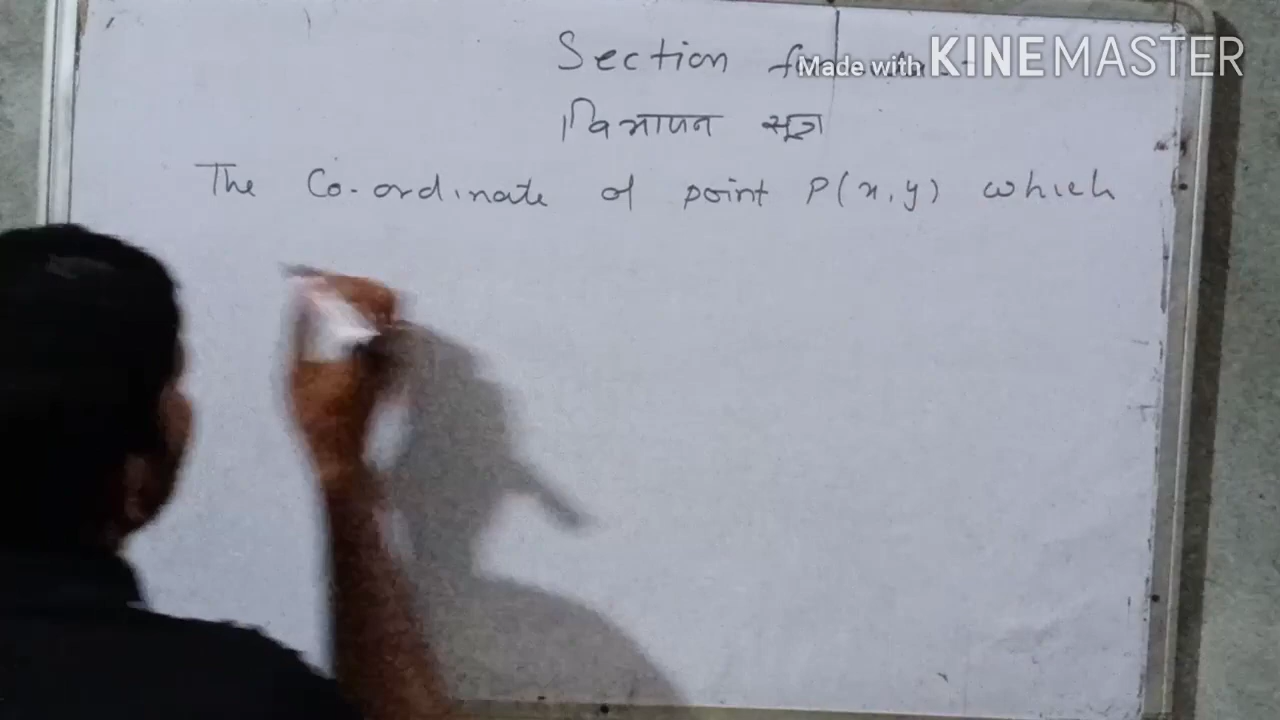 Section
Made with KINEMASTER
विभाजन सूत्र
The Co-ordinate of point P(x,y) which